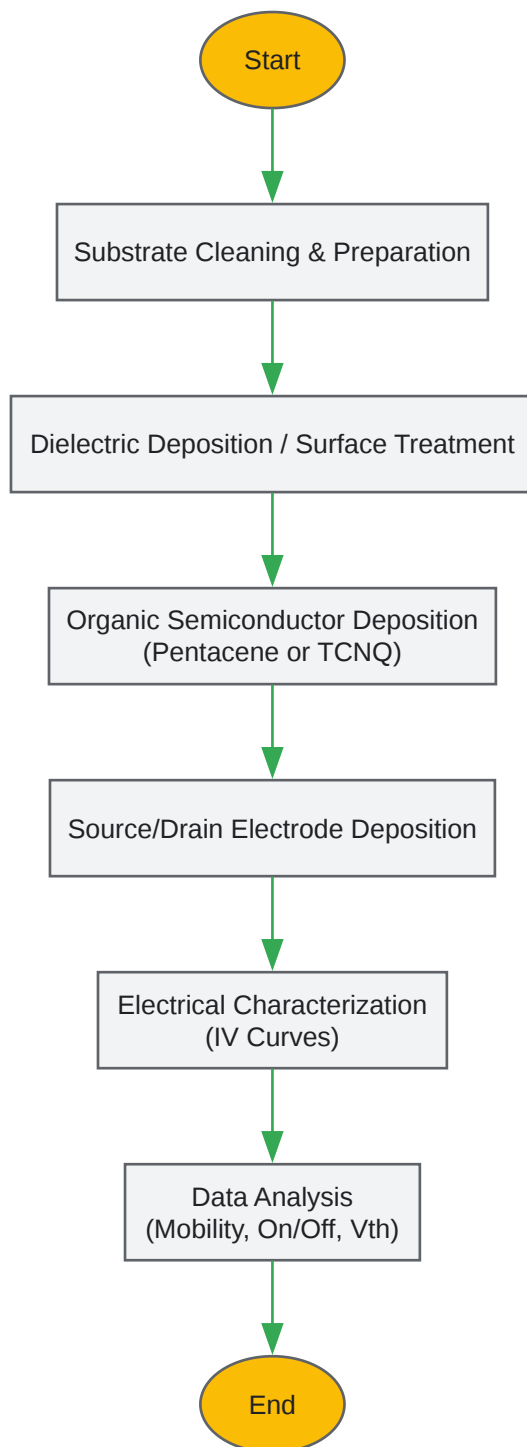 Start
Substrate Cleaning & Preparation
Dielectric Deposition / Surface Treatment
Organic Semiconductor Deposition
(Pentacene or TCNQ)
Source/Drain Electrode Deposition
Electrical Characterization
(IV Curves)
Data Analysis
(Mobility, On/Off, Vth)
End